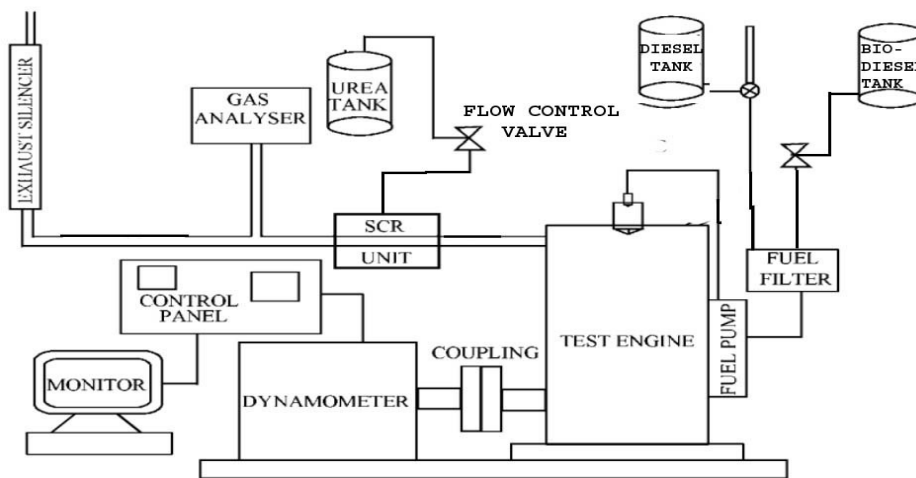 EXHAUST SILENCER
GAS
ANALYSER
UREA
TANK
FLOW CONTROL
VALVE
DIESEL
TANK
BIO-
DIESEL
TANK
SCR
UNIT
FUEL
FILTER
CONTROL
PANEL
MONITOR
DYNAMOMETER
COUPLING
TEST ENGINE
FUEL PUMP